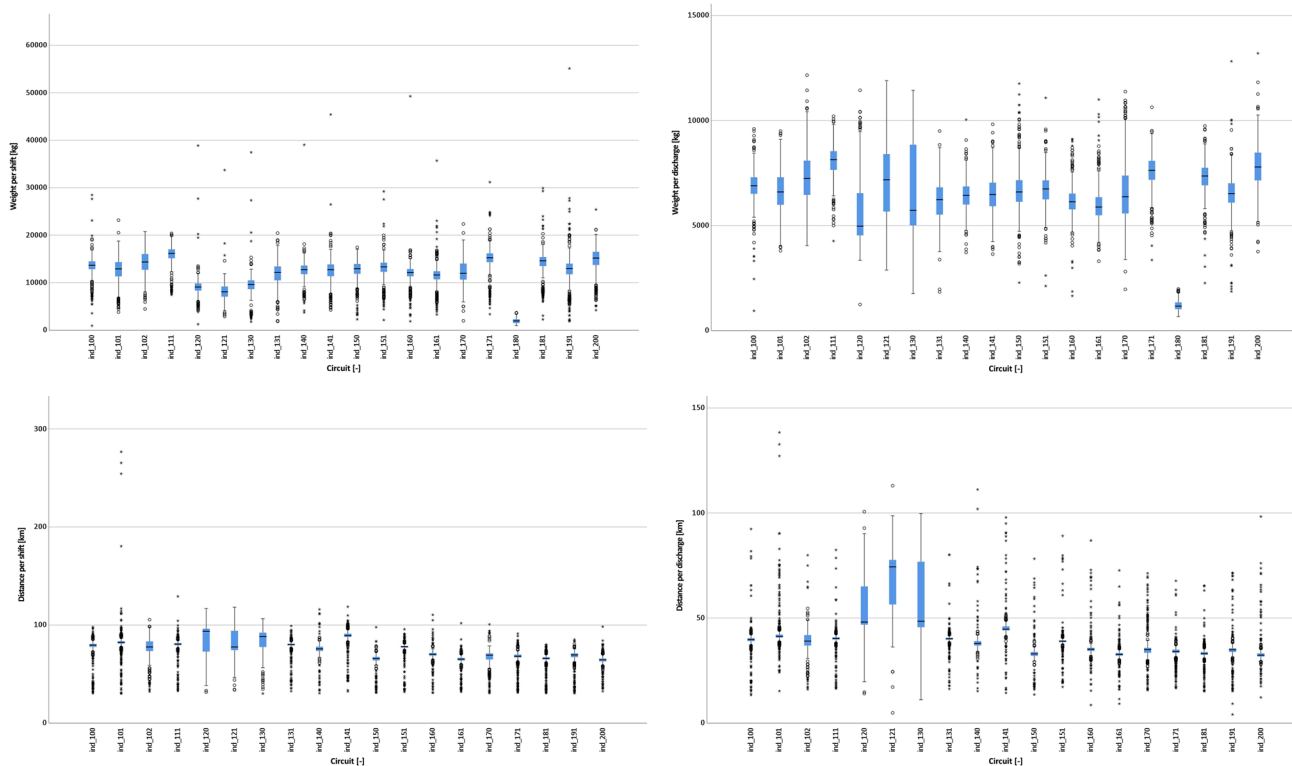 Weight per shift [kg]
60000
50000
40000
30000
20000
10000
0
ind_100 ind_101 ind_102 ind_111 ind_120 ind_121 ind_130 ind_131 ind_140 ind_141 ind_150 ind_151 ind_160 ind_161 ind_170 ind_171 ind_180 ind_181 ind_191 ind_200
Circuit [-]
Weight per discharge [kg]
15000
10000
5000
0
ind_100 ind_101 ind_102 ind_111 ind_120 ind_121 ind_130 ind_131 ind_140 ind_141 ind_150 ind_151 ind_160 ind_161 ind_170 ind_171 ind_180 ind_181 ind_191 ind_200
Circuit [-]
Distance per shift [km]
300
200
100
0
ind_100 ind_101 ind_102 ind_111 ind_120 ind_121 ind_130 ind_131 ind_140 ind_141 ind_150 ind_151 ind_160 ind_161 ind_170 ind_171 ind_181 ind_191 ind_200
Circuit [-]
Distance per discharge [km]
150
100
50
0
ind_100 ind_101 ind_102 ind_111 ind_120 ind_121 ind_130 ind_131 ind_140 ind_141 ind_150 ind_151 ind_160 ind_161 ind_170 ind_171 ind_181 ind_191 ind_200
Circuit [-]